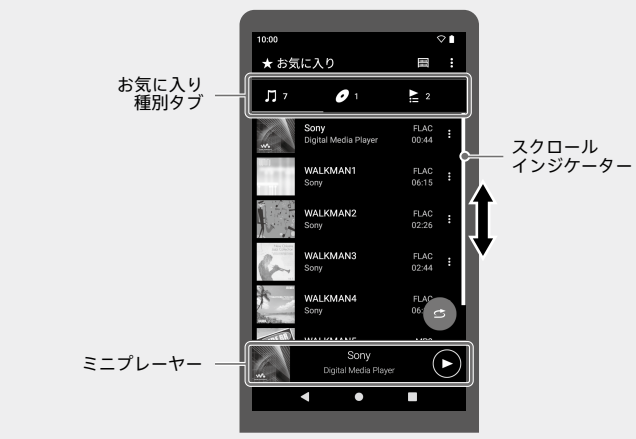 10:00
★ お気に入り
お気に入り
種別タブ
7
1
2
Sony
Digital Media Player
FLAC
00:44
スクロール
インジケーター
WALKMAN1
Sony
FLAC
06:15
WALKMAN2
Sony
FLAC
02:26
WALKMAN3
Sony
FLAC
02:44
WALKMAN4
Sony
FLAC
06:
ミニプレーヤー
Sony
Digital Media Player